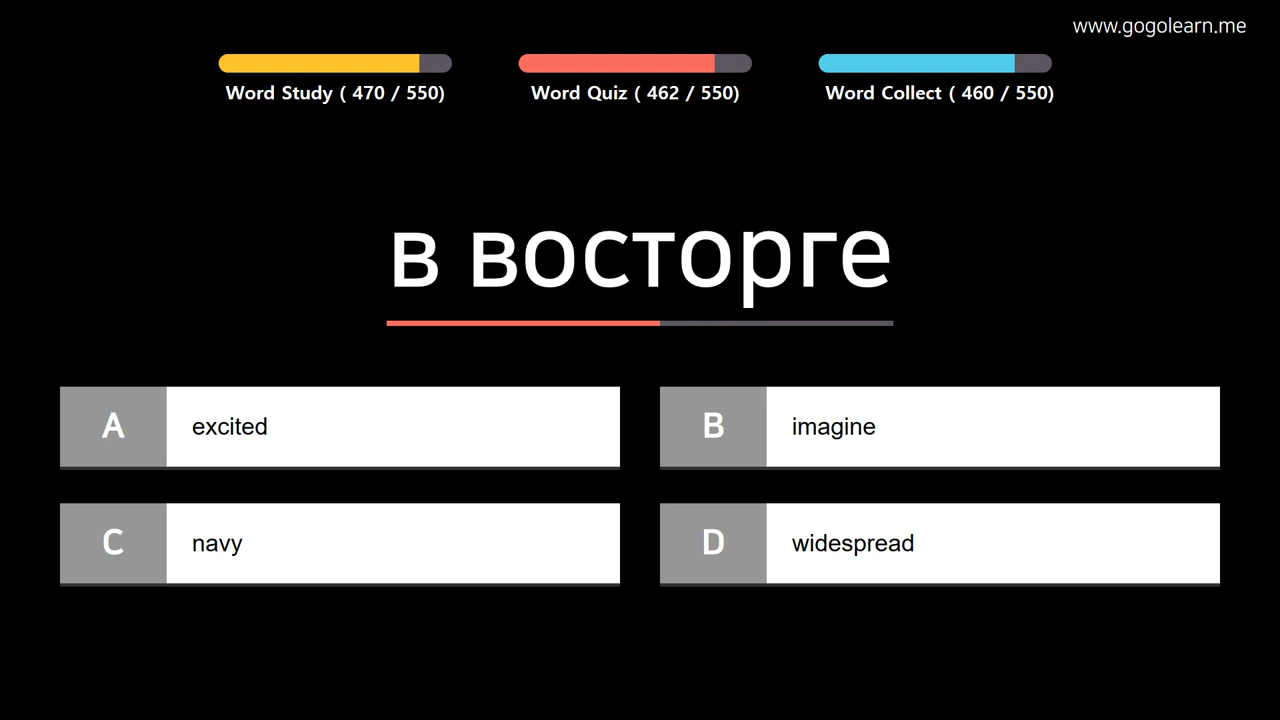 www.gogolearn.me
Word Study ( 470 / 550)
Word Quiz ( 462 / 550)
Word Collect ( 460 / 550)
в восторге
A
excited
B
imagine
C
navy
D
widespread